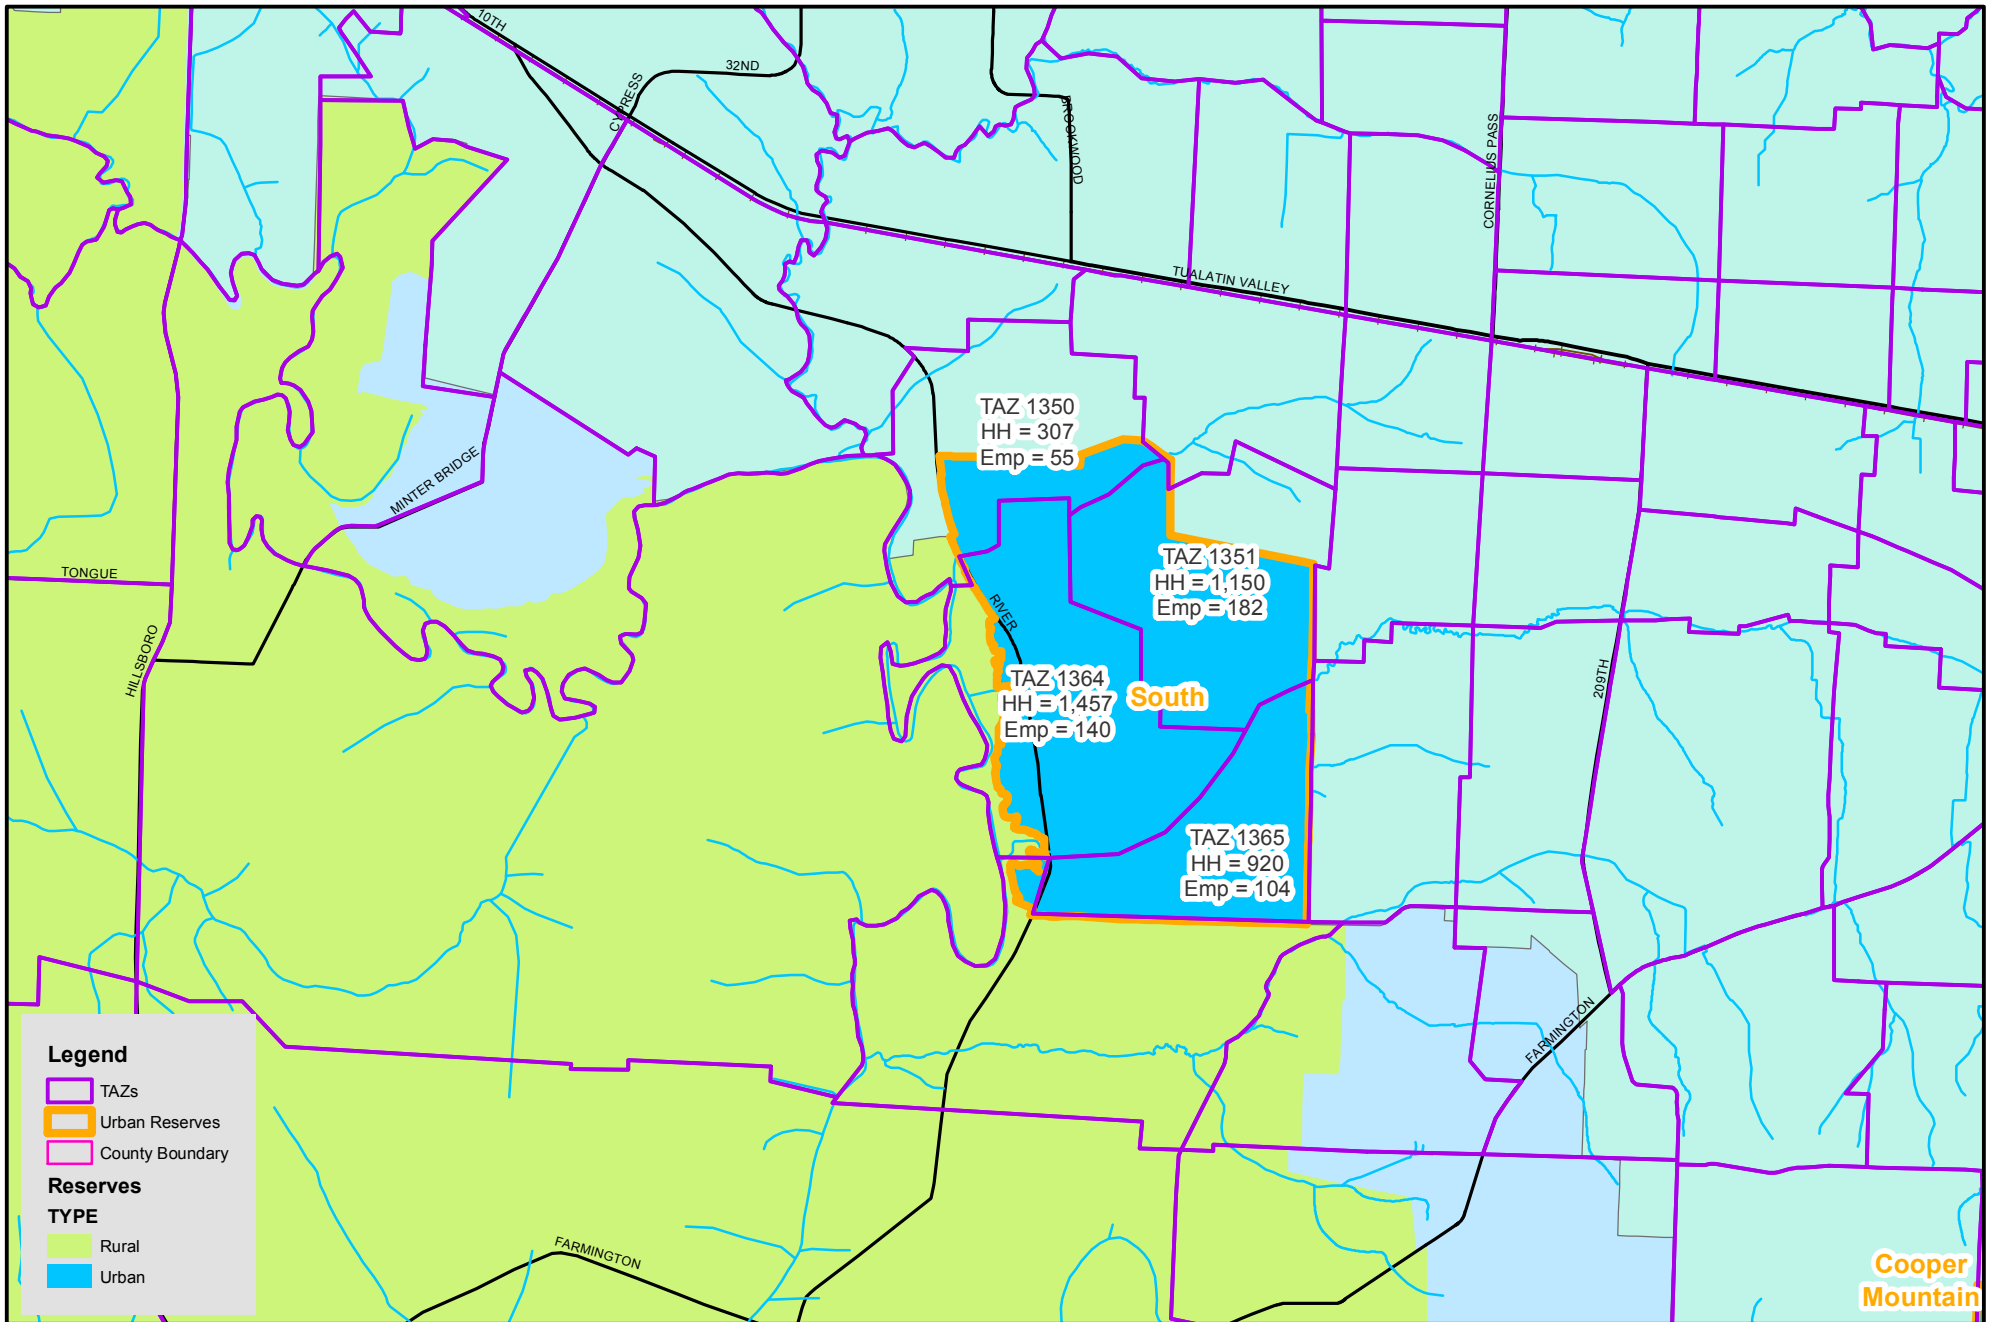 10TH
32ND
CYPRESS
BROOKWOOD
CORNELIUS PASS
TUALATIN VALLEY
TAZ 1350
HH = 307
Emp = 55
MINTER BRIDGE
TAZ 1351
HH = 1,150
Emp = 182
TONGUE
RIVER
HILLSBORO
209TH
TAZ 1364
HH = 1,457
Emp = 140
South
TAZ 1365
HH = 920
Emp = 104
FARMINGTON
Legend
TAZs
Urban Reserves
County Boundary
Reserves
TYPE
Rural
Urban
FARMINGTON
Cooper
Mountain